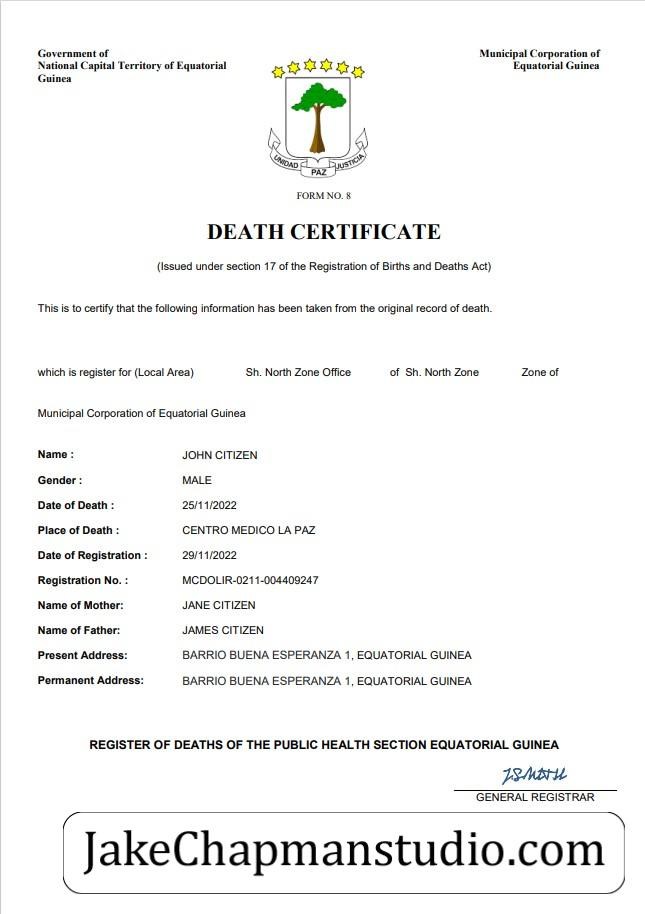 Government of
National Capital Territory of Equatorial
Guinea
Municipal Corporation of
Equatorial Guinea
UNIDAD PAZ JUSTICIA
FORM NO. 8
DEATH CERTIFICATE
(Issued under section 17 of the Registration of Births and Deaths Act)
This is to certify that the following information has been taken from the original record of death.
which is register for (Local Area) Sh. North Zone Office of Sh. North Zone Zone of
Municipal Corporation of Equatorial Guinea
Name : JOHN CITIZEN
Gender : MALE
Date of Death : 25/11/2022
Place of Death : CENTRO MEDICO LA PAZ
Date of Registration : 29/11/2022
Registration No. : MCDOLIR-0211-004409247
Name of Mother: JANE CITIZEN
Name of Father: JAMES CITIZEN
Present Address: BARRIO BUENA ESPERANZA 1, EQUATORIAL GUINEA
Permanent Address: BARRIO BUENA ESPERANZA 1, EQUATORIAL GUINEA
REGISTER OF DEATHS OF THE PUBLIC HEALTH SECTION EQUATORIAL GUINEA
GENERAL REGISTRAR
JakeChapmanstudio.com